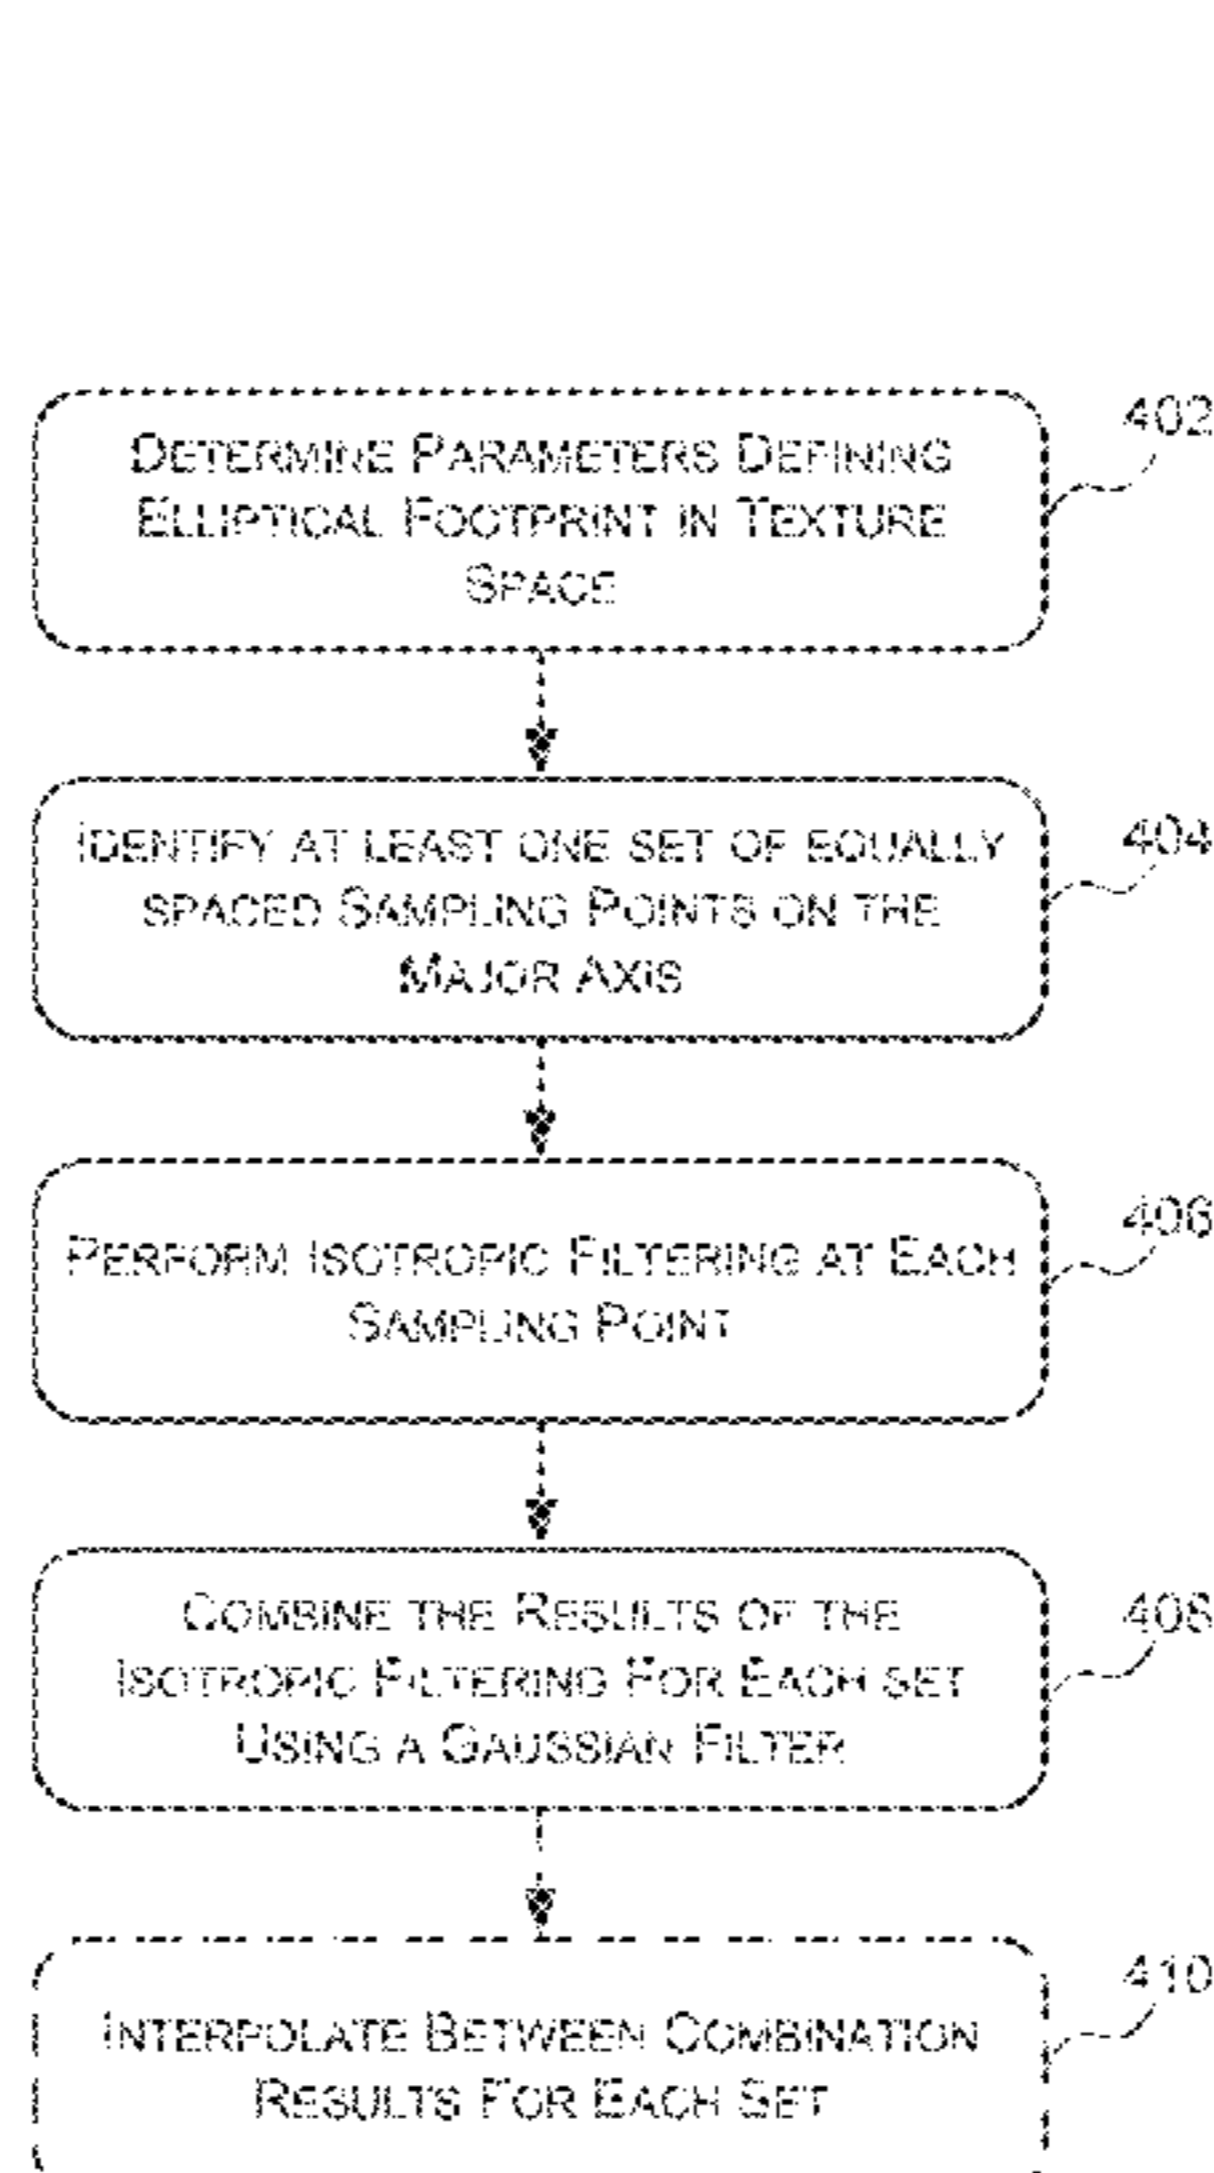 402
DETERMINE PARAMETERS DEFINING
ELLIPTICAL FOOTPRINT IN TEXTURE
SPACE
404
IDENTIFY AT LEAST ONE SET OF EQUALLY
SPACED SAMPLING POINTS ON THE
MAJOR AXIS
406
PERFORM ISOTROPIC FILTERING AT EACH
SAMPLING POINT
408
COMBINE THE RESULTS OF THE
ISOTROPIC FILTERING FOR EACH SET
USING A GAUSSIAN FILTER
410
INTERPOLATE BETWEEN COMBINATION
RESULTS FOR EACH SET